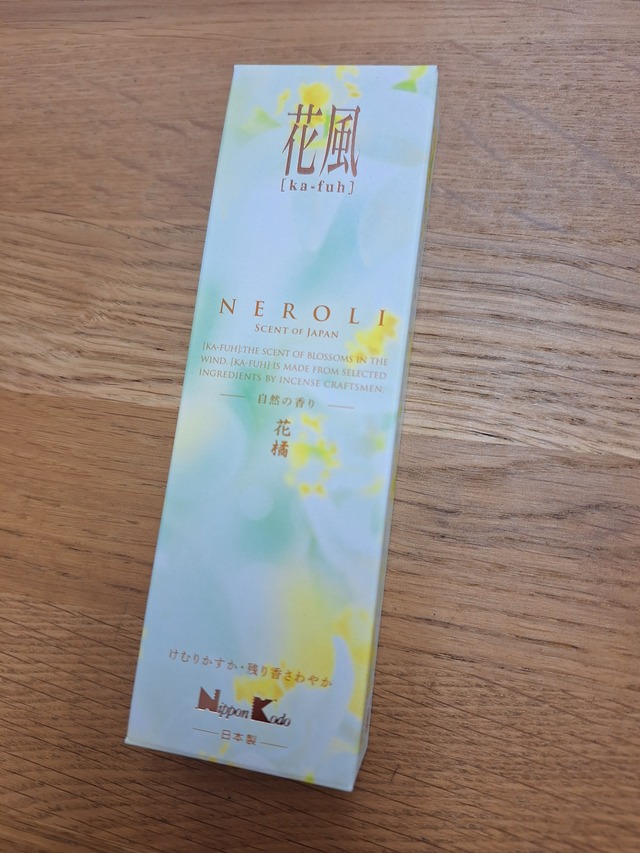 花風
[ka-fuh]
NEROLI
SCENT OF JAPAN
[KA-FUH]:THE SCENT OF BLOSSOMS IN THE
WIND. [KA-FUH] IS MADE FROM SELECTED
INGREDIENTS BY INCENSE CRAFTSMEN.
自然の香り
花
橘
けむりかすか・残り香さわやか
Nippon Kodo
日本製